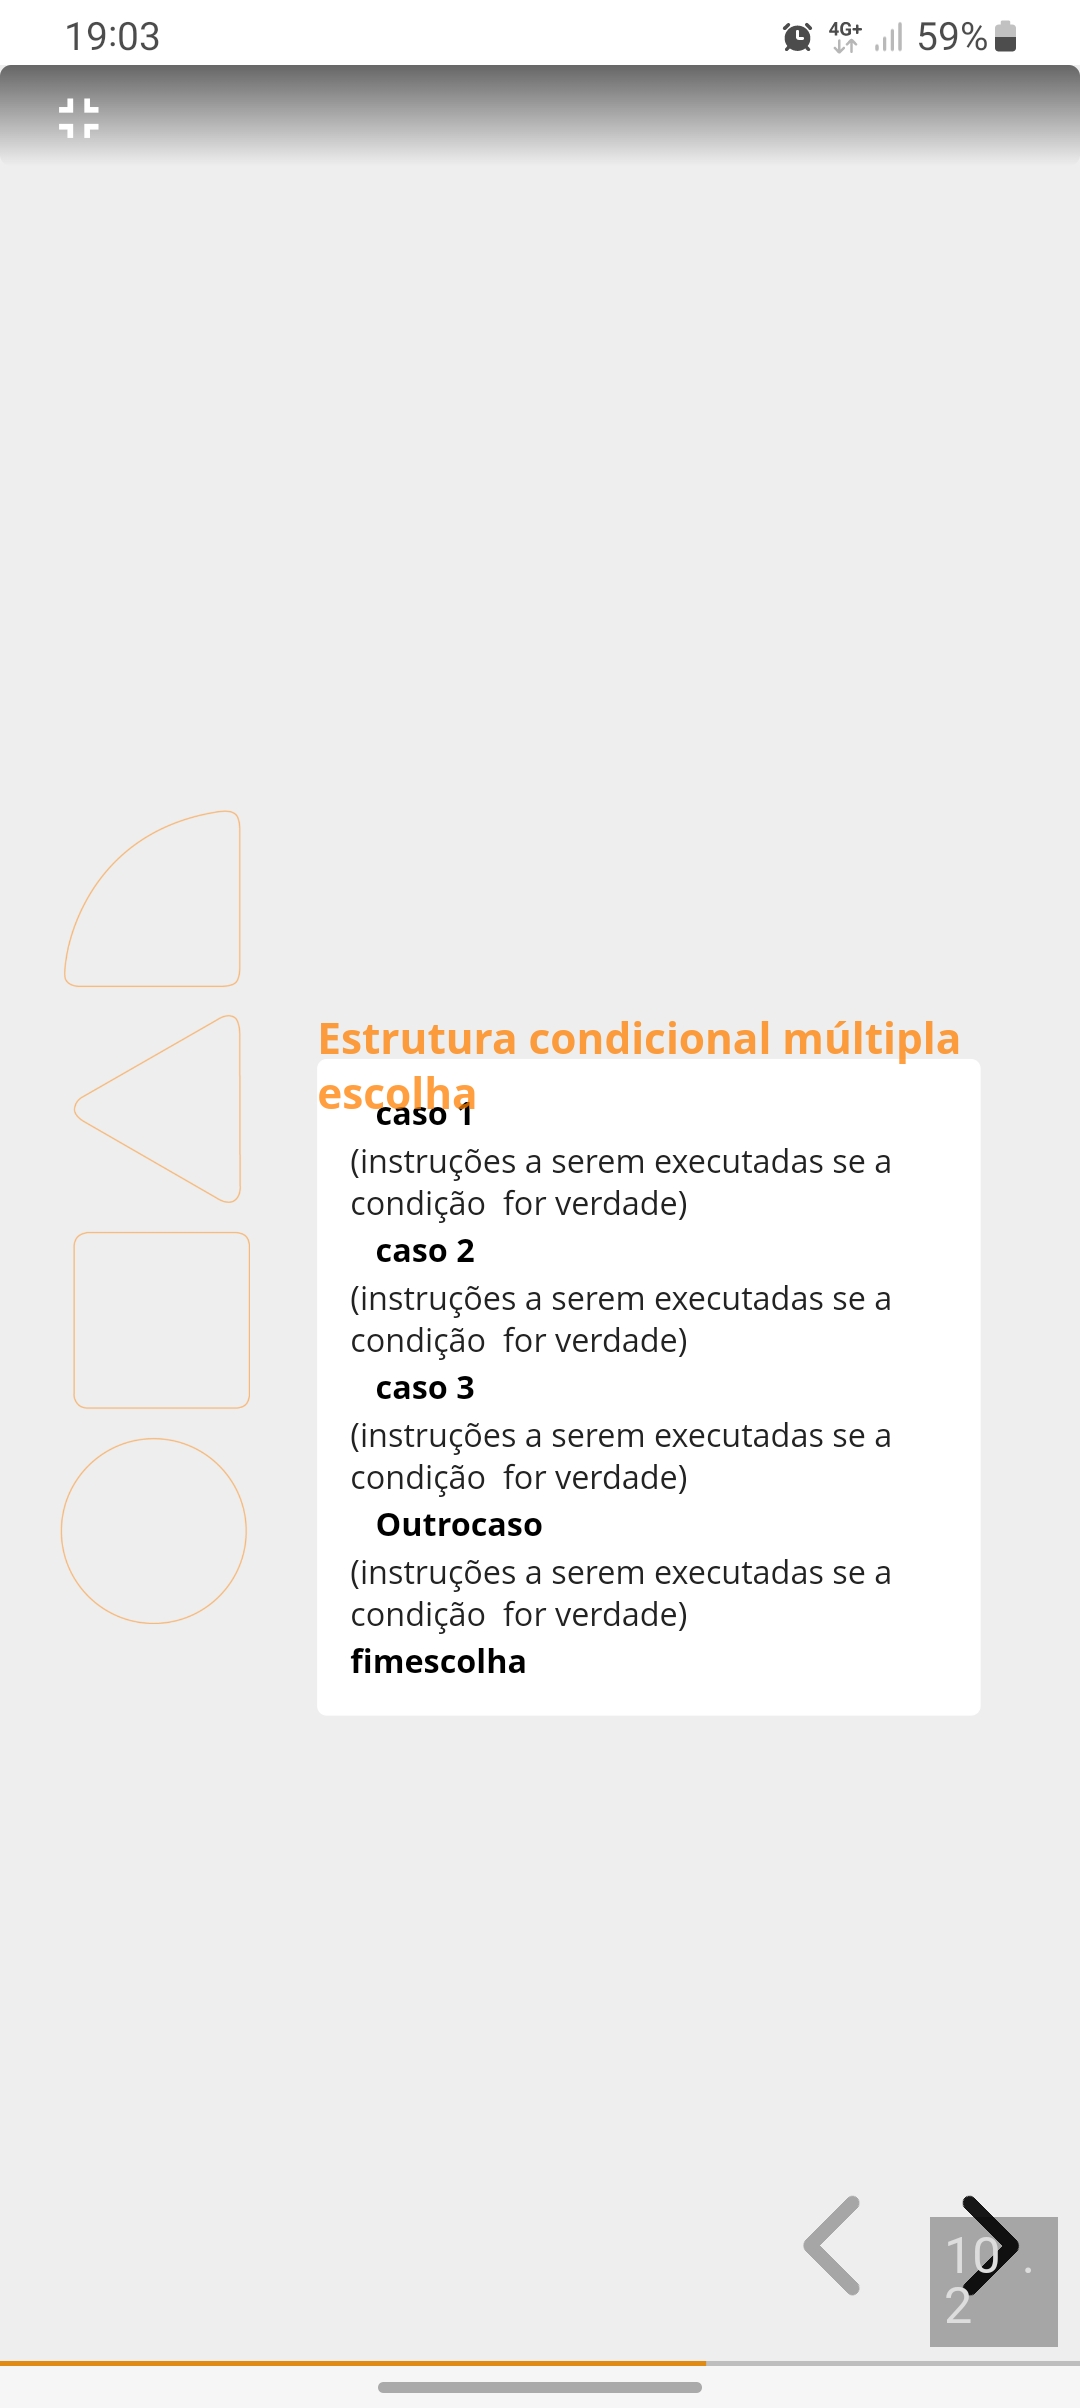 19:03
4G+
59%
Estrutura condicional múltipla
escolha
caso 1
(instruções a serem executadas se a
condição  for verdade)
caso 2
(instruções a serem executadas se a
condição  for verdade)
caso 3
(instruções a serem executadas se a
condição  for verdade)
Outrocaso
(instruções a serem executadas se a
condição  for verdade)
fimescolha
10 .
2